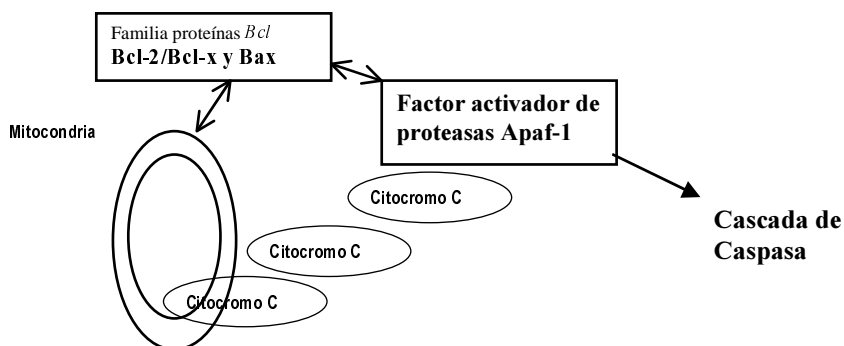 Familia proteínas Bcl
Bcl-2/Bcl-x y Bax
Factor activador de
proteasas Apaf-1
Mitocondria
Citocromo C
Citocromo C
Citocromo C
Cascada de
Caspasa